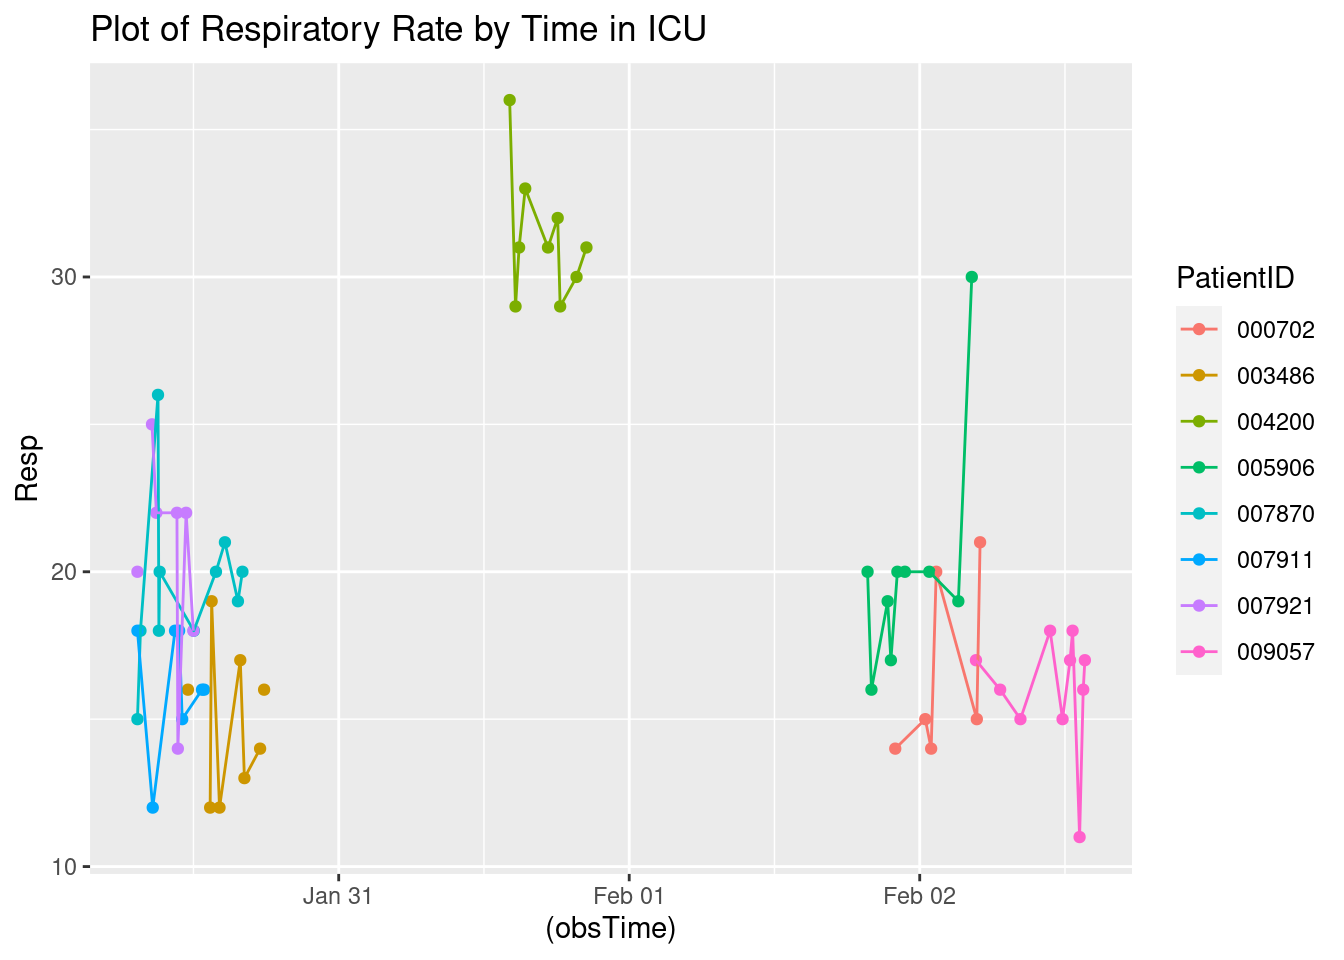 Plot of Respiratory Rate by Time in ICU
Resp
30
20
10
Jan 31
Feb 01
Feb 02
(obsTime)
PatientID
000702
003486
004200
005906
007870
007911
007921
009057